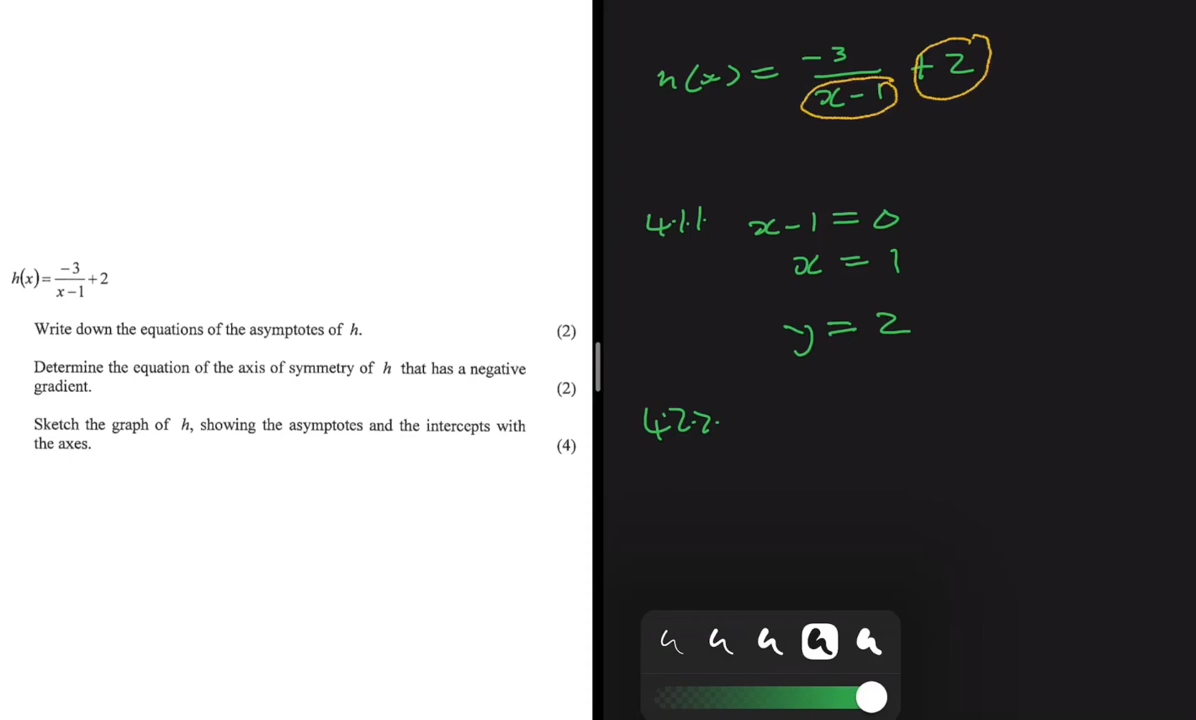 h(x)= -3/(x-1) +2
Write down the equations of the asymptotes of h. (2)
Determine the equation of the axis of symmetry of h that has a negative
gradient. (2)
Sketch the graph of h, showing the asymptotes and the intercepts with
the axes. (4)
h(x) = -3/(x-1) +2
4.1.1. x-1=0
x = 1
y = 2
4.2.2.